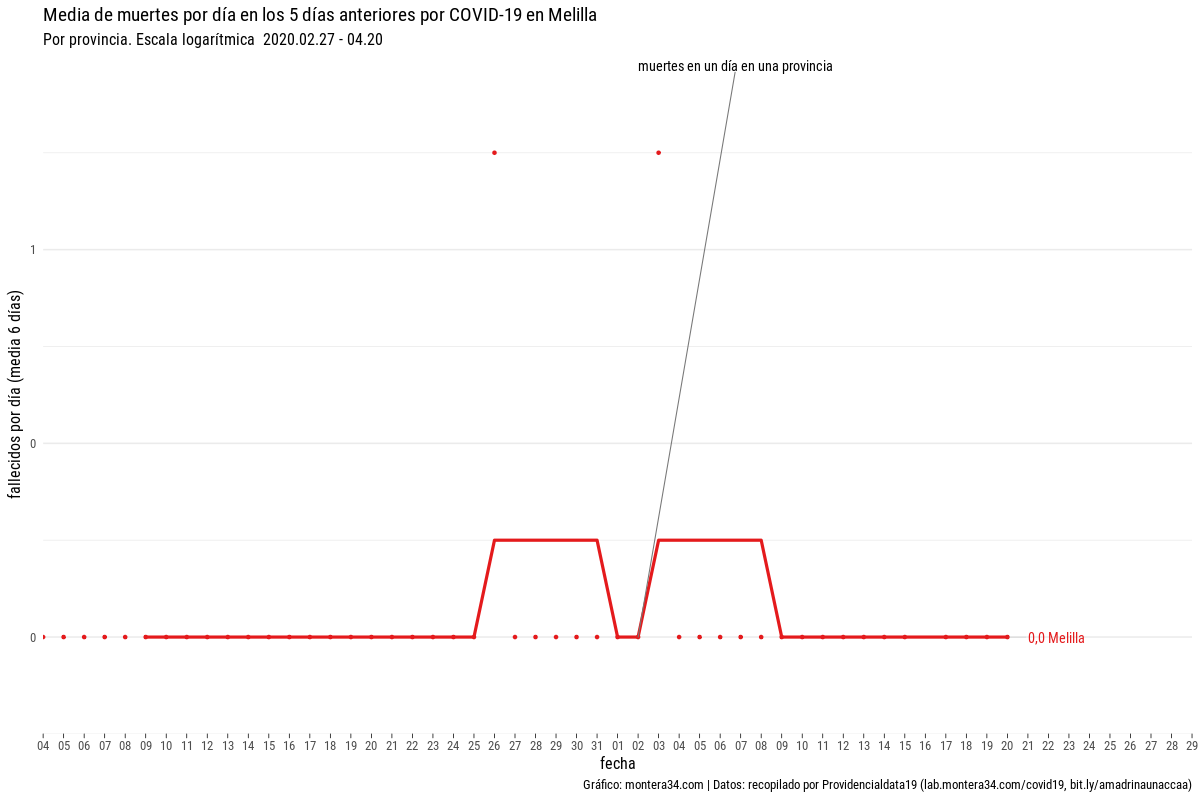 Media de muertes por día en los 5 días anteriores por COVID-19 en Melilla
Por provincia. Escala logarítmica  2020.02.27 - 04.20
muertes en un día en una provincia
fallecidos por día (media 6 días)
1
0
0
0,0 Melilla
04 05 06 07 08 09 10 11 12 13 14 15 16 17 18 19 20 21 22 23 24 25 26 27 28 29 30 31 01 02 03 04 05 06 07 08 09 10 11 12 13 14 15 16 17 18 19 20 21 22 23 24 25 26 27 28 29
fecha
Gráfico: montera34.com | Datos: recopilado por Providencialdata19 (lab.montera34.com/covid19, bit.ly/amadrinaunaccaa)